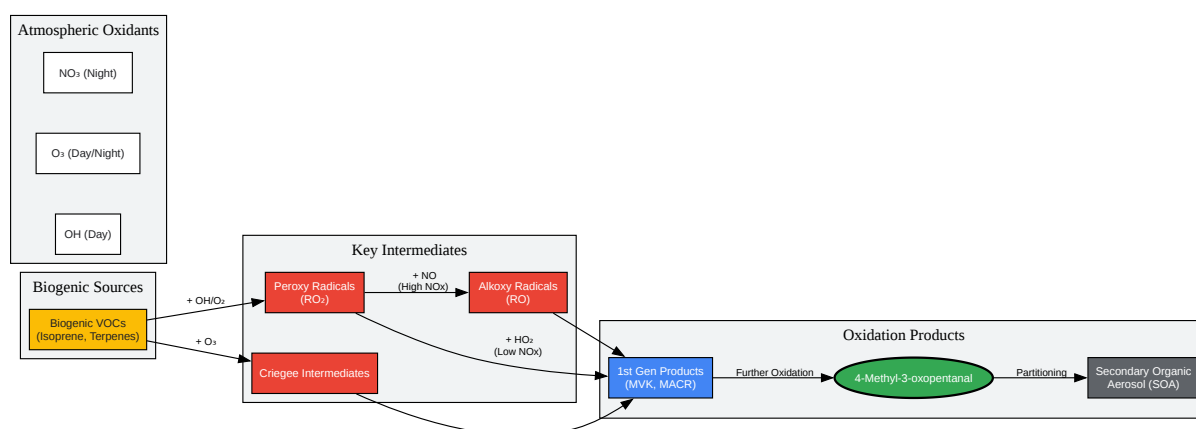 Atmospheric Oxidants
NO₃ (Night)
O₃ (Day/Night)
OH (Day)
Biogenic Sources
Biogenic VOCs
(Isoprene, Terpenes)
+ OH/O₂
+ O₃
Key Intermediates
Peroxy Radicals
(RO₂)
+ NO
(High NOx)
Alkoxy Radicals
(RO)
+ HO₂
(Low NOx)
Criegee Intermediates
Oxidation Products
1st Gen Products
(MVK, MACR)
Further Oxidation
4-Methyl-3-oxopentanal
Partitioning
Secondary Organic
Aerosol (SOA)